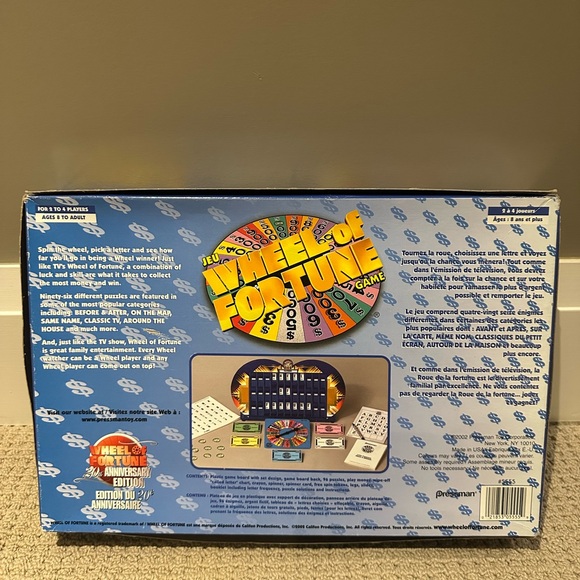 FOR 2 TO 4 PLAYERS
AGES 8 TO ADULT
2 à 4 joueurs
Âges : 8 ans et plus
JEU
WHEEL OF
FORTUNE
GAME
Spin the wheel, pick a letter and see how
far you'll go in being a Wheel winner! Just
like TV's Wheel of Fortune, a combination of
luck and skill are what it takes to collect
the most money and win.
Ninety-six different puzzles are featured in
some of the most popular categories
including: BEFORE & AFTER, ON THE MAP,
SAME NAME, CLASSIC TV, AROUND THE
HOUSE and much more.
And, just like the TV show, Wheel of Fortune
is great family entertainment. Every Wheel
watcher can be a Wheel player and any
Wheel player can come out on top!
Tournez la roue, choisissez une lettre et voyez
jusqu'où la chance vous mènera! Tout comme
dans l'émission de télévision, vous devez
compter à la fois sur la chance et sur votre
habileté pour ramasser le plus d'argent
possible et remporter le jeu.
Le jeu comprend quatre-vingt seize énigmes
différentes dans certaines des catégories les
plus populaires dont : AVANT et APRÈS, SUR
LA CARTE, MÊME NOM, CLASSIQUES DU PETIT
ÉCRAN, AUTOUR DE LA MAISON et beaucoup
plus encore.
Et comme dans l'émission de télévision, la
Roue de la fortune est le divertissement
familial par excellence. Ne vous contentez
pas de regarder la Roue de la fortune... jouez
et gagnez!
Visit our website at / Visitez notre site Web à :
www.pressmantoy.com
WHEEL OF
FORTUNE
20th ANNIVERSARY
EDITION
ÉDITION DU 20e
ANNIVERSAIRE
©2002 Pressman Toy Corporation
New York, NY 10010
pressman
www.wheeloffortune.com